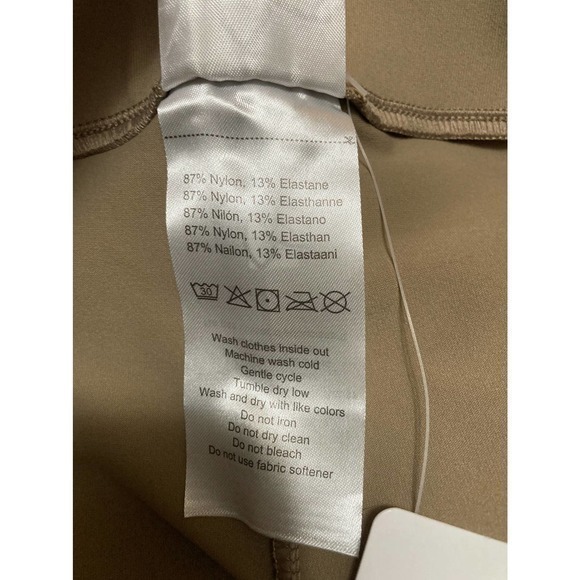 87% Nylon, 13% Elastane
87% Nylon, 13% Elasthanne
87% Nilón, 13% Elastano
87% Nylon, 13% Elasthan
87% Nailon, 13% Elastaani
30
Wash clothes inside out
Machine wash cold
Gentle cycle
Tumble dry low
Wash and dry with like colors
Do not iron
Do not dry clean
Do not bleach
Do not use fabric softener